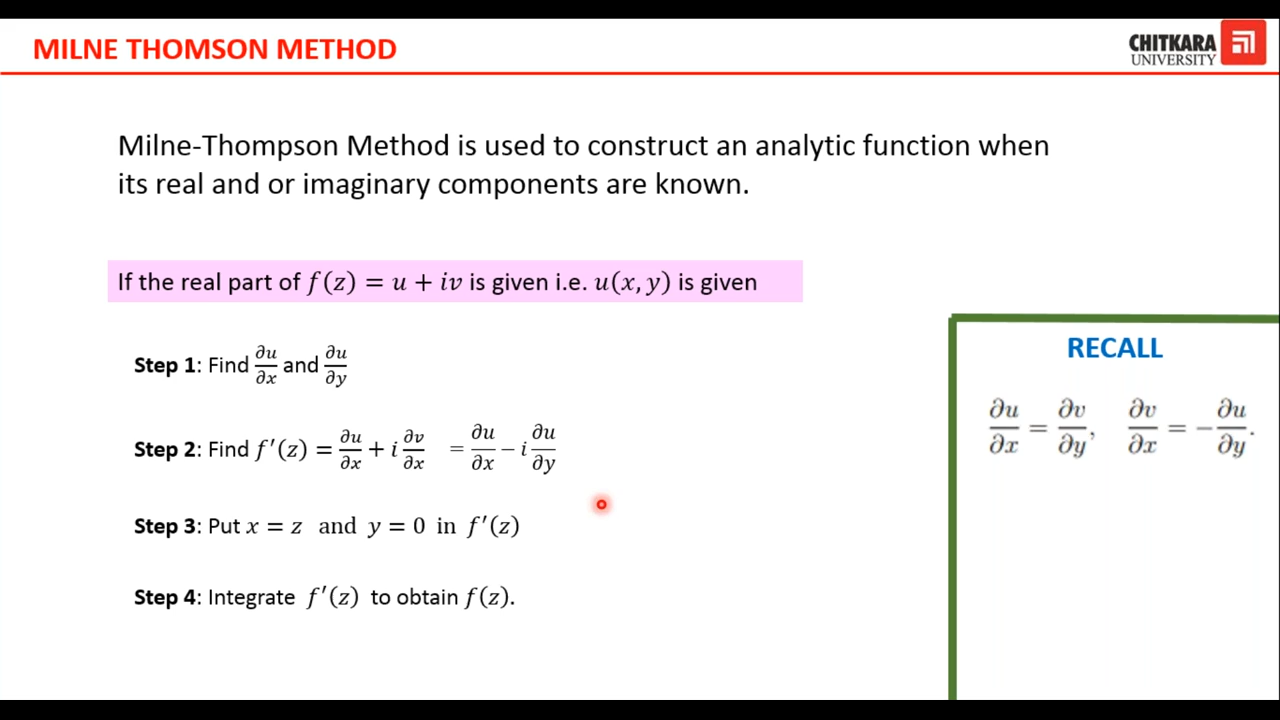 MILNE THOMSON METHOD
CHITKARA
UNIVERSITY
Milne-Thompson Method is used to construct an analytic function when
its real and or imaginary components are known.
If the real part of f(z) = u + iv is given i.e. u(x, y) is given
Step 1: Find ∂u/∂x and ∂u/∂y
Step 2: Find f′(z) = ∂u/∂x + i ∂v/∂x = ∂u/∂x − i ∂u/∂y
Step 3: Put x = z and y = 0 in f′(z)
Step 4: Integrate f′(z) to obtain f(z).
RECALL
∂u/∂x = ∂v/∂y, ∂v/∂x = −∂u/∂y.